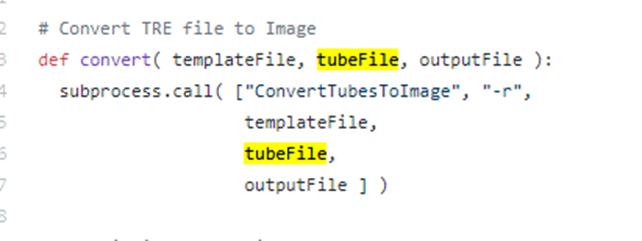 # Convert TRE file to Image
def convert( templateFile, tubeFile, outputFile ):
subprocess.call( ["ConvertTubesToImage", "-r",
templateFile,
tubeFile,
outputFile ] )